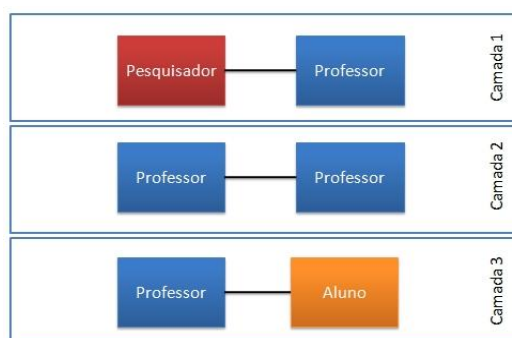 Pesquisador
Professor
Camada 1
Professor
Professor
Camada 2
Professor
Aluno
Camada 3